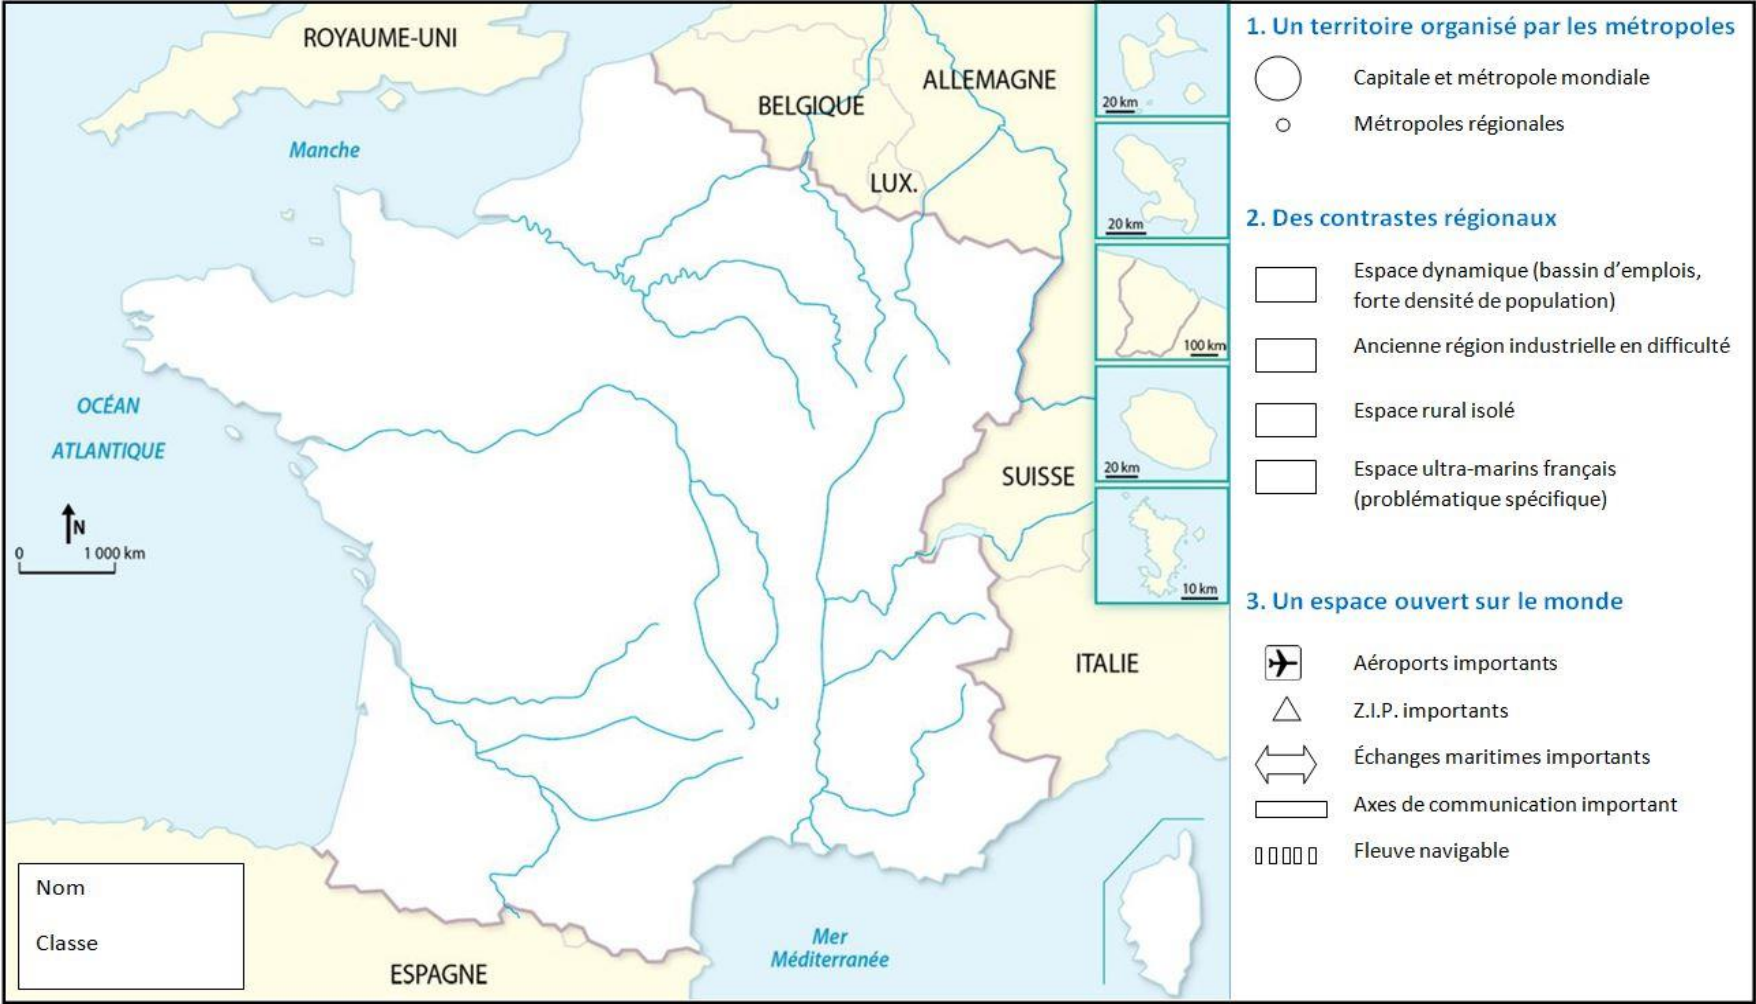 ROYAUME-UNI
Manche
BELGIQUE
ALLEMAGNE
LUX.
OCÉAN
ATLANTIQUE
N
0 1 000 km
SUISSE
ITALIE
ESPAGNE
Mer
Méditerranée
Nom
Classe
20 km
20 km
100 km
20 km
10 km
1. Un territoire organisé par les métropoles
Capitale et métropole mondiale
Métropoles régionales
2. Des contrastes régionaux
Espace dynamique (bassin d'emplois,
forte densité de population)
Ancienne région industrielle en difficulté
Espace rural isolé
Espace ultra-marins français
(problématique spécifique)
3. Un espace ouvert sur le monde
Aéroports importants
Z.I.P. importants
Échanges maritimes importants
Axes de communication important
Fleuve navigable